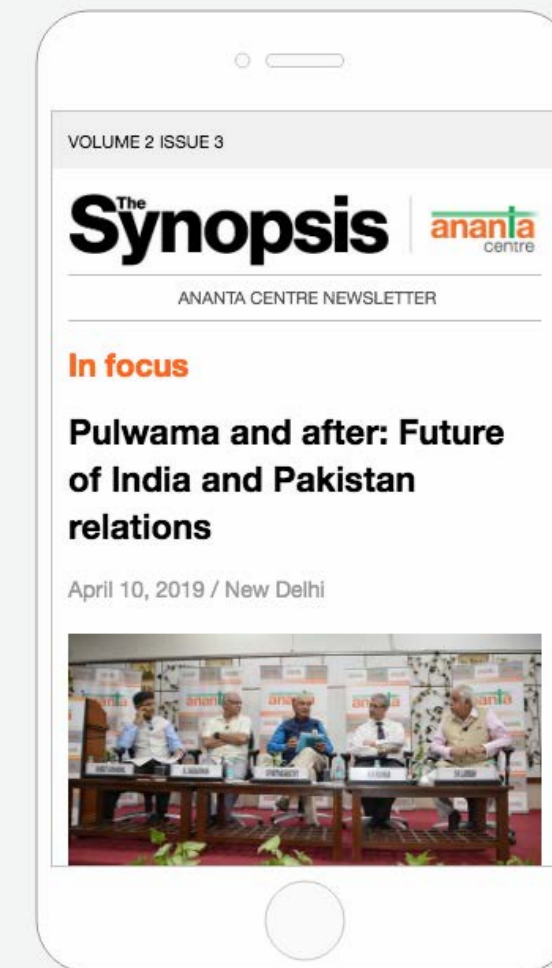 VOLUME 2 ISSUE 3
The
Synopsis
ananta
centre
ANANTA CENTRE NEWSLETTER
In focus
Pulwama and after: Future
of India and Pakistan
relations
April 10, 2019 / New Delhi